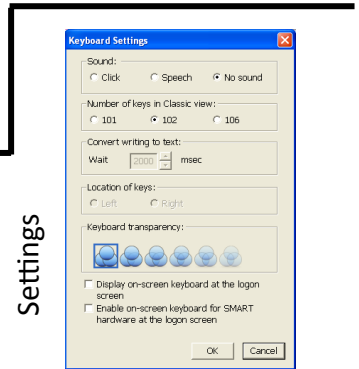 Keyboard Settings
Sound:
Click Speech No sound
Number of keys in Classic view:
101 102 106
Convert writing to text:
Wait 2000 msec
Location of keys:
Left Right
Keyboard transparency:
Display on-screen keyboard at the logon
screen
Enable on-screen keyboard for SMART
hardware at the logon screen
OK Cancel
Settings